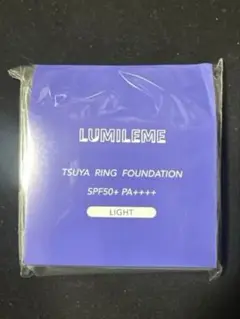 LUMILEME
TSUYA RING FOUNDATION
SPF50+ PA++++
LIGHT